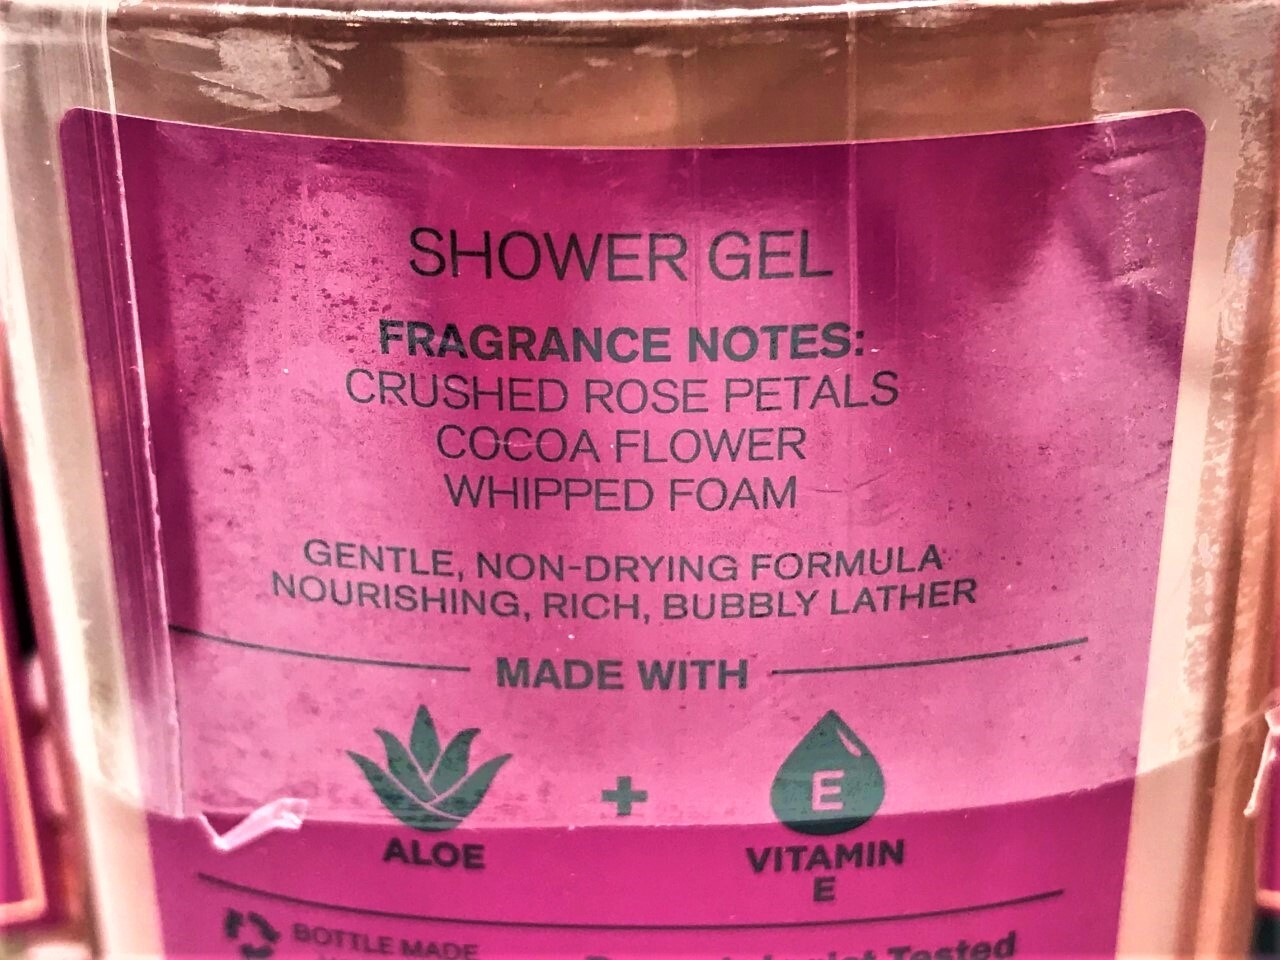 SHOWER GEL
FRAGRANCE NOTES:
CRUSHED ROSE PETALS
COCOA FLOWER
WHIPPED FOAM
GENTLE, NON-DRYING FORMULA
NOURISHING, RICH, BUBBLY LATHER
MADE WITH
E
ALOE + VITAMIN
E
BOTTLE MADE
Tested